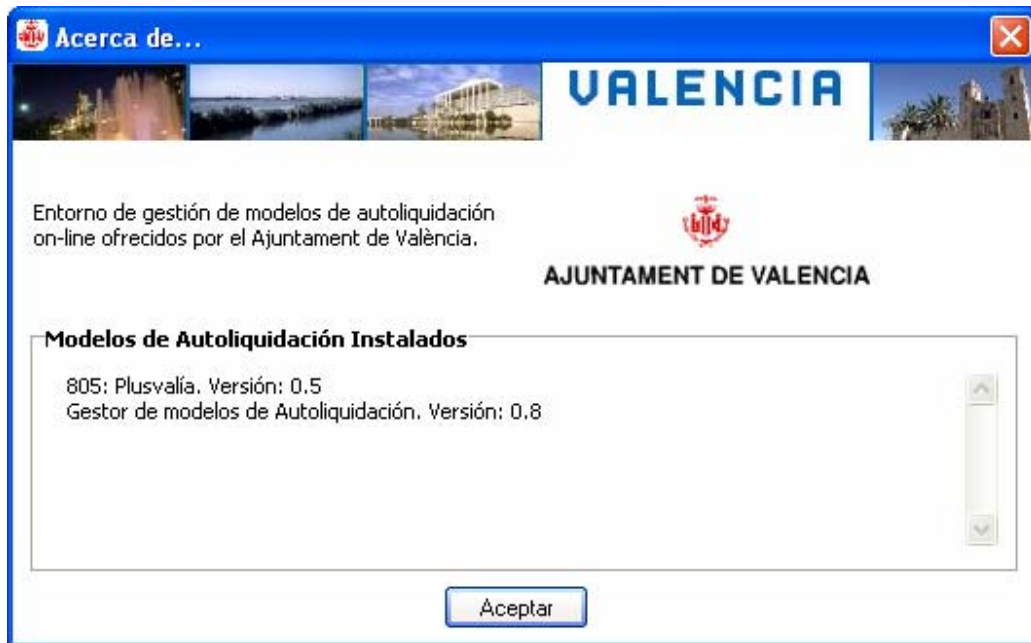 Acerca de...
VALENCIA
Entorno de gestión de modelos de autoliquidación
on-line ofrecidos por el Ajuntament de València.
AJUNTAMENT DE VALENCIA
Modelos de Autoliquidación Instalados
805: Plusvalía. Versión: 0.5
Gestor de modelos de Autoliquidación. Versión: 0.8
Aceptar